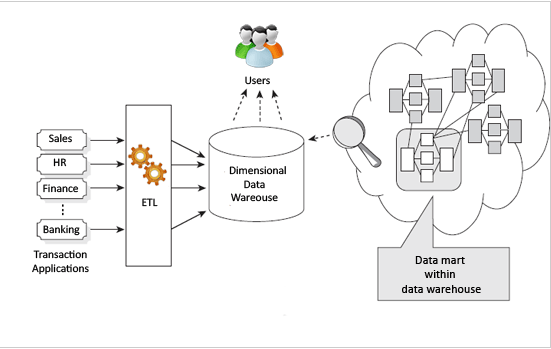 Users
Sales
HR
Finance
Banking
Transaction
Applications
ETL
Dimensional
Data
Wareouse
Data mart
within
data warehouse